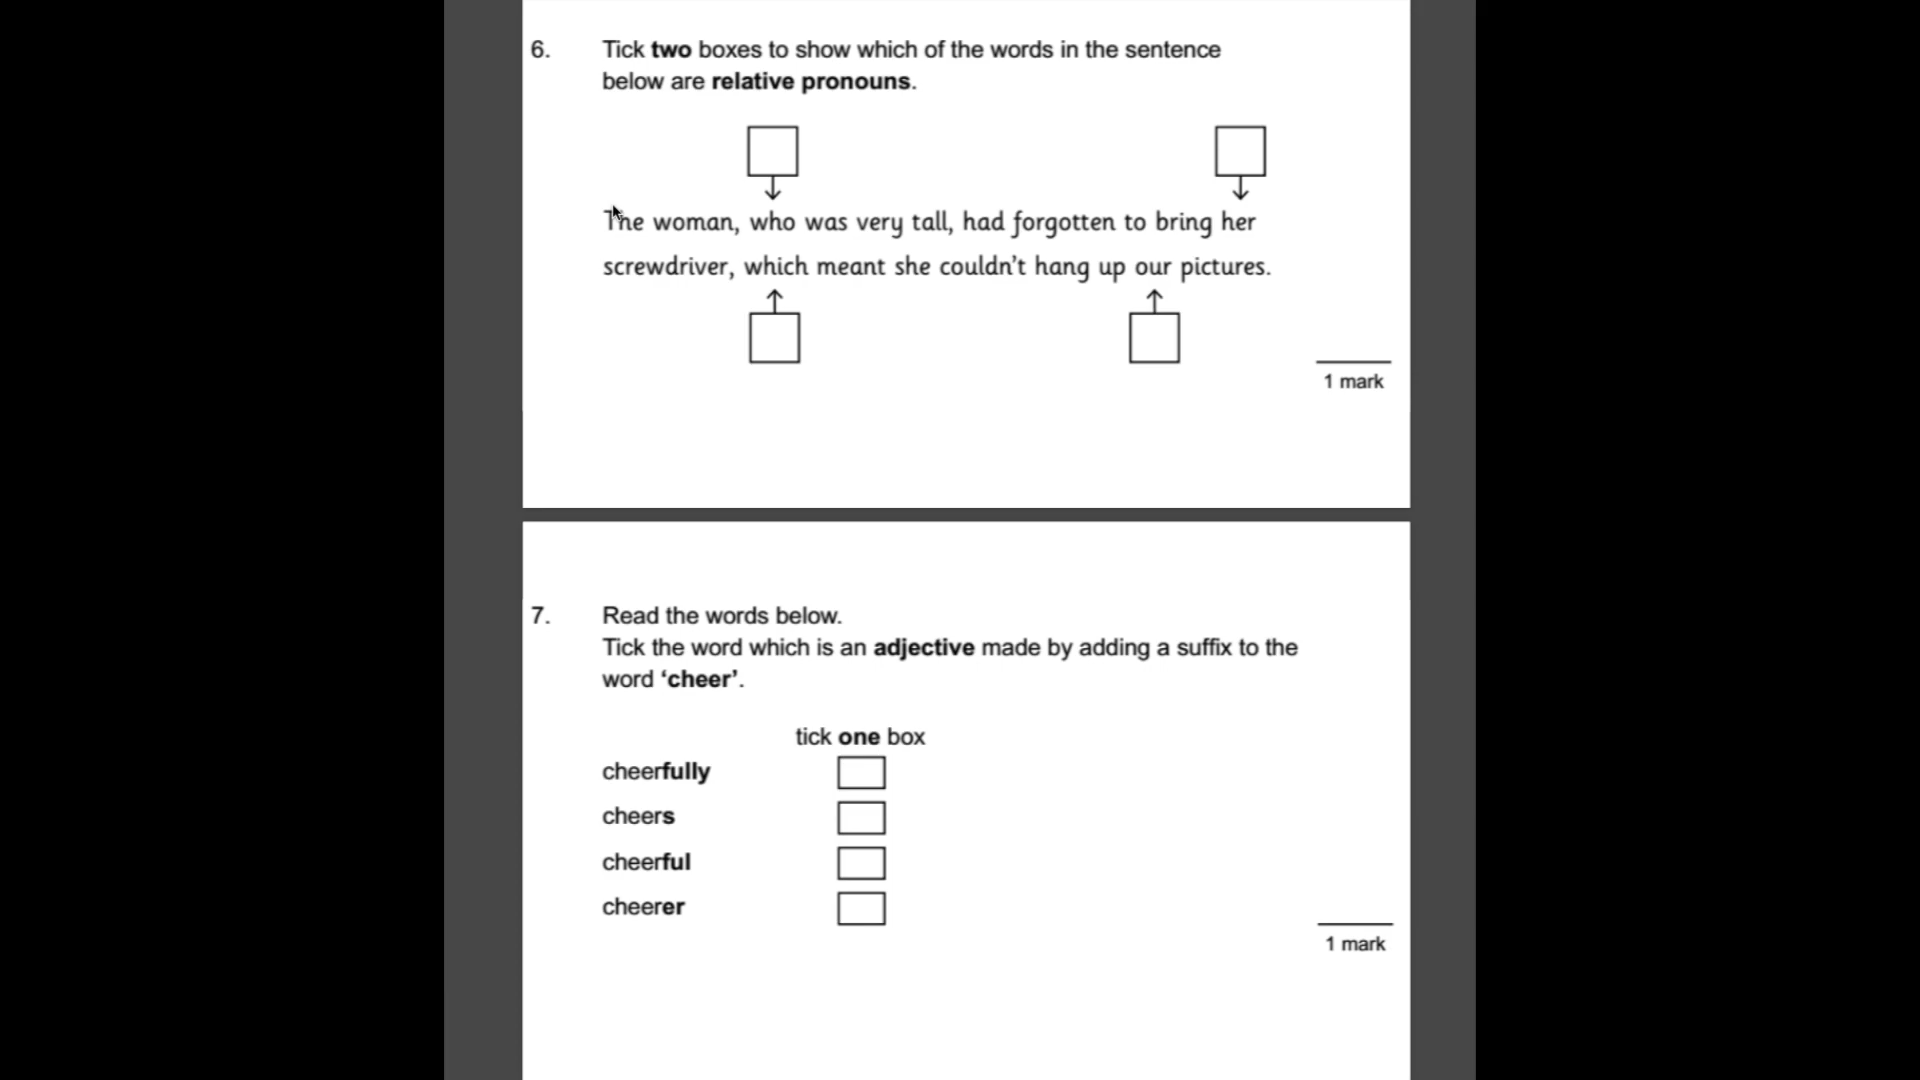 6. Tick two boxes to show which of the words in the sentence
below are relative pronouns.
The woman, who was very tall, had forgotten to bring her
screwdriver, which meant she couldn't hang up our pictures.
1 mark
7. Read the words below.
Tick the word which is an adjective made by adding a suffix to the
word ‘cheer’.
tick one box
cheerfully
cheers
cheerful
cheerer
1 mark